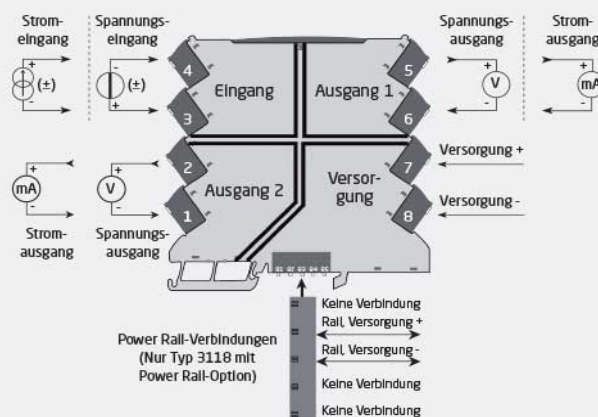 Strom-
eingang
Spannungs-
eingang
Spannungs-
ausgang
Strom-
ausgang
+
(±)
-
-
(±)
+
4
3
Eingang
Ausgang 1
5
6
+
V
-
+
mA
-
+
mA
-
+
V
-
2
1
Ausgang 2
Versor-
gung
7
8
Versorgung +
Versorgung -
Strom-
ausgang
Spannungs-
ausgang
Power Rail-Verbindungen
(Nur Typ 3118 mit
Power Rail-Option)
Keine Verbindung
Rail, Versorgung +
Rail, Versorgung -
Keine Verbindung
Keine Verbindung